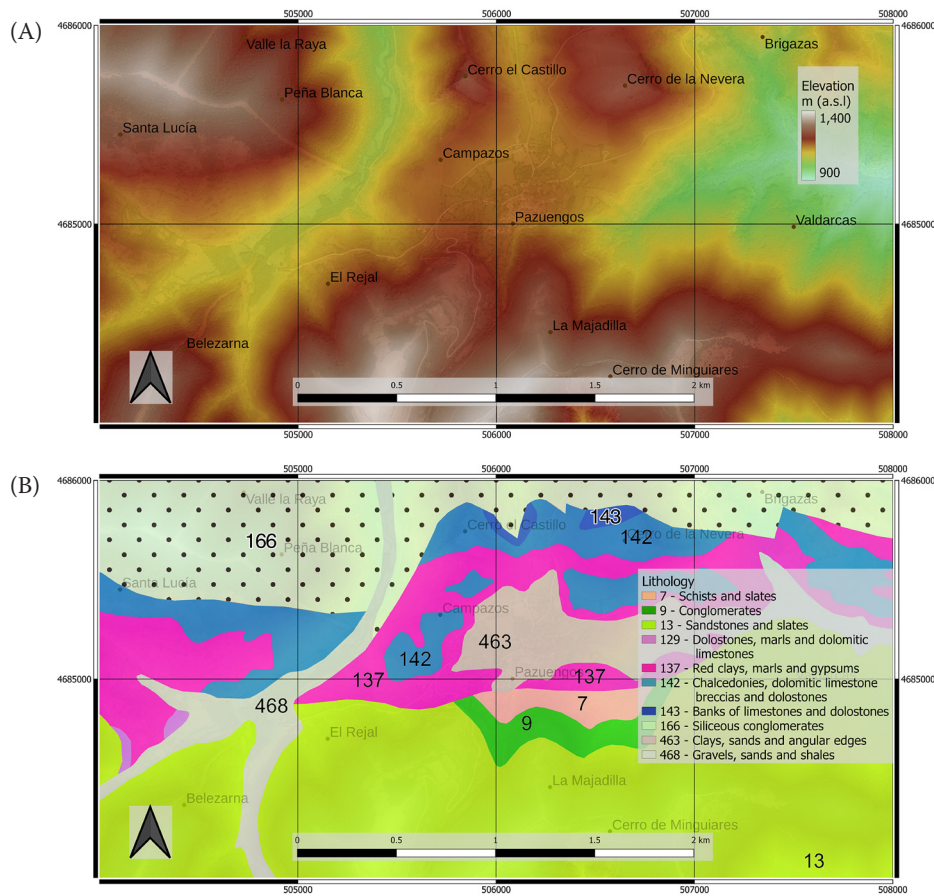 (A)
505000
506000
507000
508000
4686000
4686000
Valle la Raya
Brigazas
Cerro el Castillo
Cerro de la Nevera
Peña Blanca
Elevation
m (a.s.l)
1,400
900
Santa Lucía
Campazos
Pazuengos
Valdarcas
4685000
4685000
El Rejal
La Majadilla
Belezarna
Cerro de Minguiares
0
0.5
1
1.5
2 km
505000
506000
507000
508000
(B)
505000
506000
507000
508000
4686000
4686000
Valle la Raya
Brigazas
143
Cerro el Castillo
Cerro de la Nevera
142
166
Peña Blanca
Santa Lucía
Lithology
7 - Schists and slates
9 - Conglomerates
13 - Sandstones and slates
129 - Dolostones, marls and dolomitic
limestones
137 - Red clays, marls and gypsums
142 - Chalcedonies, dolomitic limestone
breccias and dolostones
143 - Banks of limestones and dolostones
166 - Siliceous conglomerates
463 - Clays, sands and angular edges
468 - Gravels, sands and shales
Campazos
463
142
Pazuengos
137
137
4685000
4685000
468
7
9
El Rejal
La Majadilla
Belezarna
Cerro de Minguiares
0
0.5
1
1.5
2 km
13
505000
506000
507000
508000